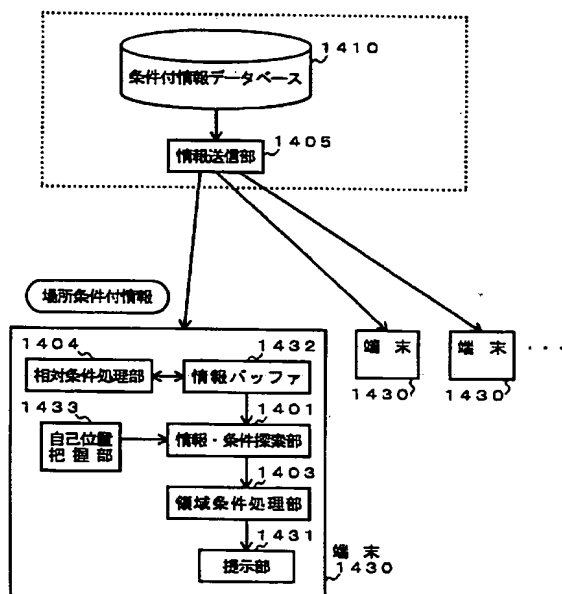 1410
条件付情報データベース
1405
情報送信部
場所条件付情報
1404
1432
相対条件処理部
情報バッファ
1433
1401
自己位置
把握部
情報・条件探索部
1403
領域条件処理部
1431
提示部
端末
1430
端末
1430
端末
1430
・・・